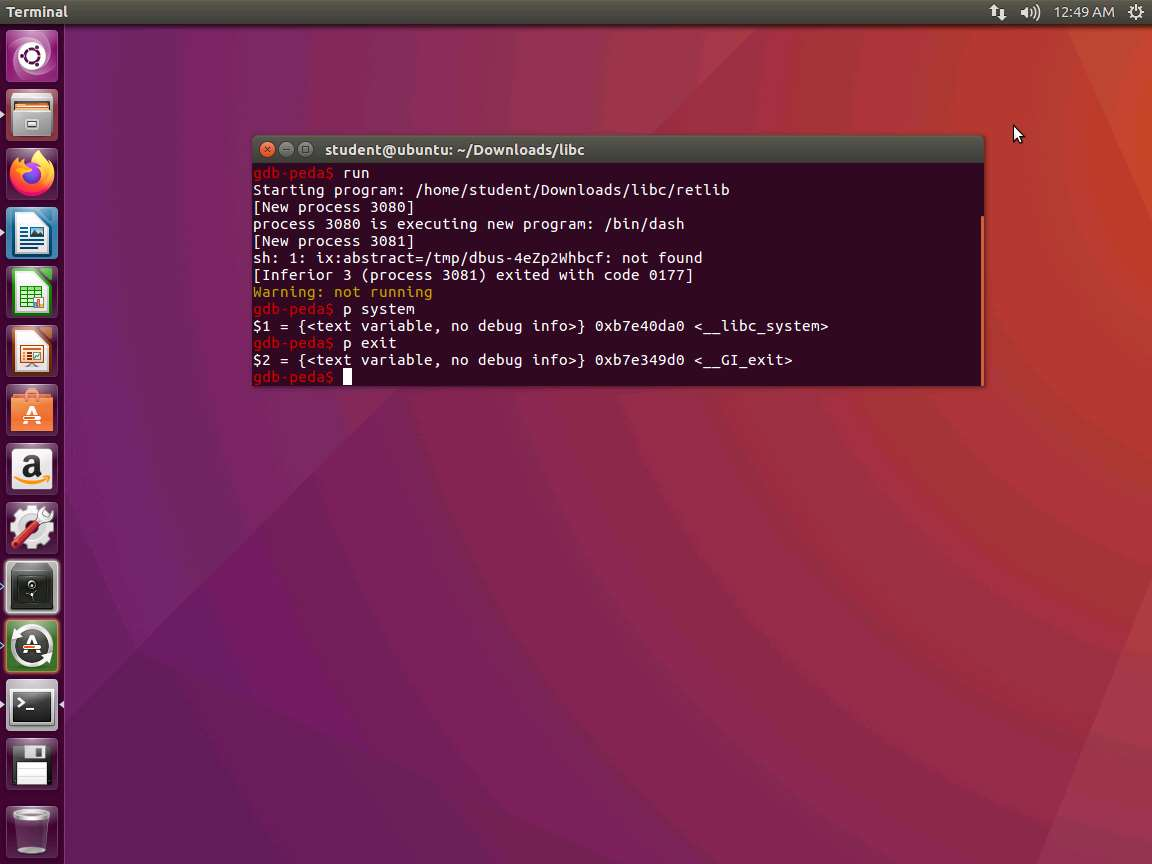 Terminal
12:49 AM
student@ubuntu: ~/Downloads/libc
gdb-peda$ run
Starting program: /home/student/Downloads/libc/retlib
[New process 3080]
process 3080 is executing new program: /bin/dash
[New process 3081]
sh: 1: ix:abstract=/tmp/dbus-4eZp2Whbcf: not found
[Inferior 3 (process 3081) exited with code 0177]
Warning: not running
gdb-peda$ p system
$1 = {<text variable, no debug info>} 0xb7e40da0 <__libc_system>
gdb-peda$ p exit
$2 = {<text variable, no debug info>} 0xb7e349d0 <__GI_exit>
gdb-peda$